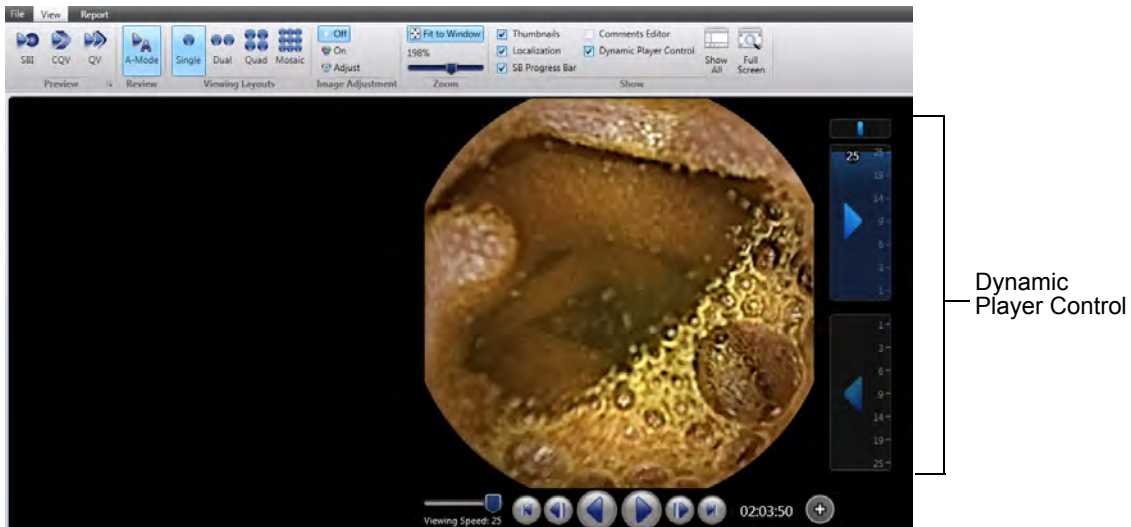 File View Report
SBI CQV QV A-Mode Single Dual Quad Mosaic
Off
On
Adjust
Fit to Window
198%
Thumbnails
Localization
SB Progress Bar
Comments Editor
Dynamic Player Control
Show All
Full Screen
Preview Review Viewing Layouts Image Adjustment Zoom Show
25 25
19
14
9
1
1
3
6
9
14
19
25
Dynamic
Player Control
Viewing Speed: 25
02:03:50